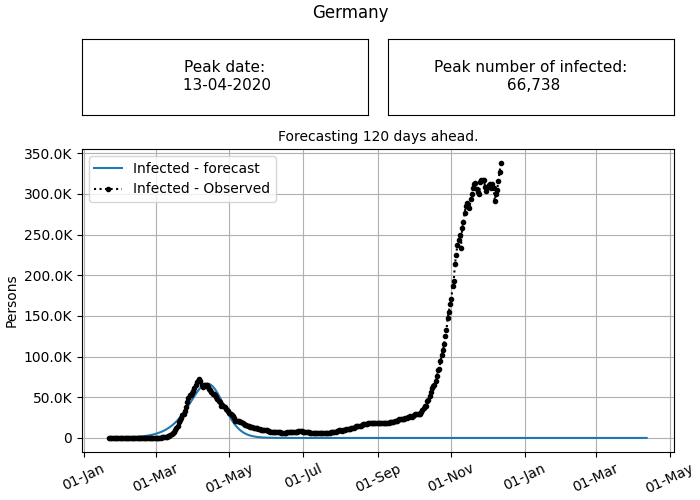 Germany
Peak date:
13-04-2020
Peak number of infected:
66,738
Forecasting 120 days ahead.
Infected - forecast
Infected - Observed
350.0K
300.0K
250.0K
200.0K
150.0K
100.0K
50.0K
0
Persons
01-Jan
01-Mar
01-May
01-Jul
01-Sep
01-Nov
01-Jan
01-Mar
01-May